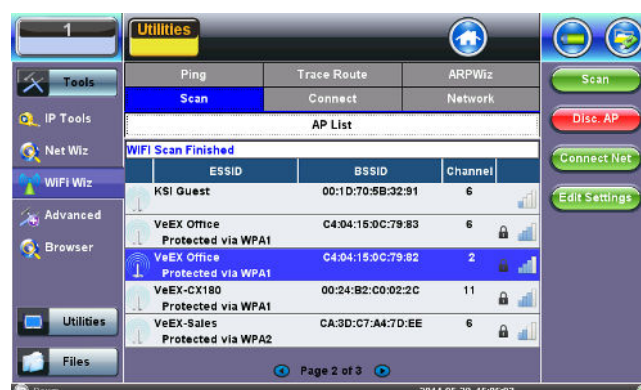 1
Utilities
Tools
IP Tools
Net Wiz
WiFi Wiz
Advanced
Browser
Utilities
Files
Ping Trace Route ARPWiz
Scan Connect Network
AP List
WIFI Scan Finished
ESSID BSSID Channel
KSI Guest 00:1D:70:5B:32:91 6
VeEX Office C4:04:15:0C:79:83 6
Protected via WPA1
VeEX Office C4:04:15:0C:79:82 2
Protected via WPA1
VeEX-CX180 00:24:B2:C0:02:2C 11
Protected via WPA1
VeEX-Sales CA:3D:C7:A4:7D:EE 6
Protected via WPA2
Page 2 of 3
Scan
Disc. AP
Connect Net
Edit Settings